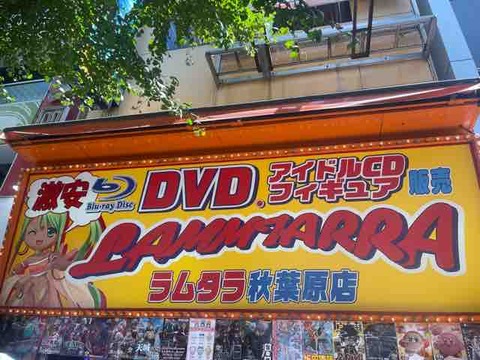 激安
Blu-ray Disc
DVD,
アイドルCD
フィギュア
販売
LAMMTARRA
ラムタラ秋葉原店